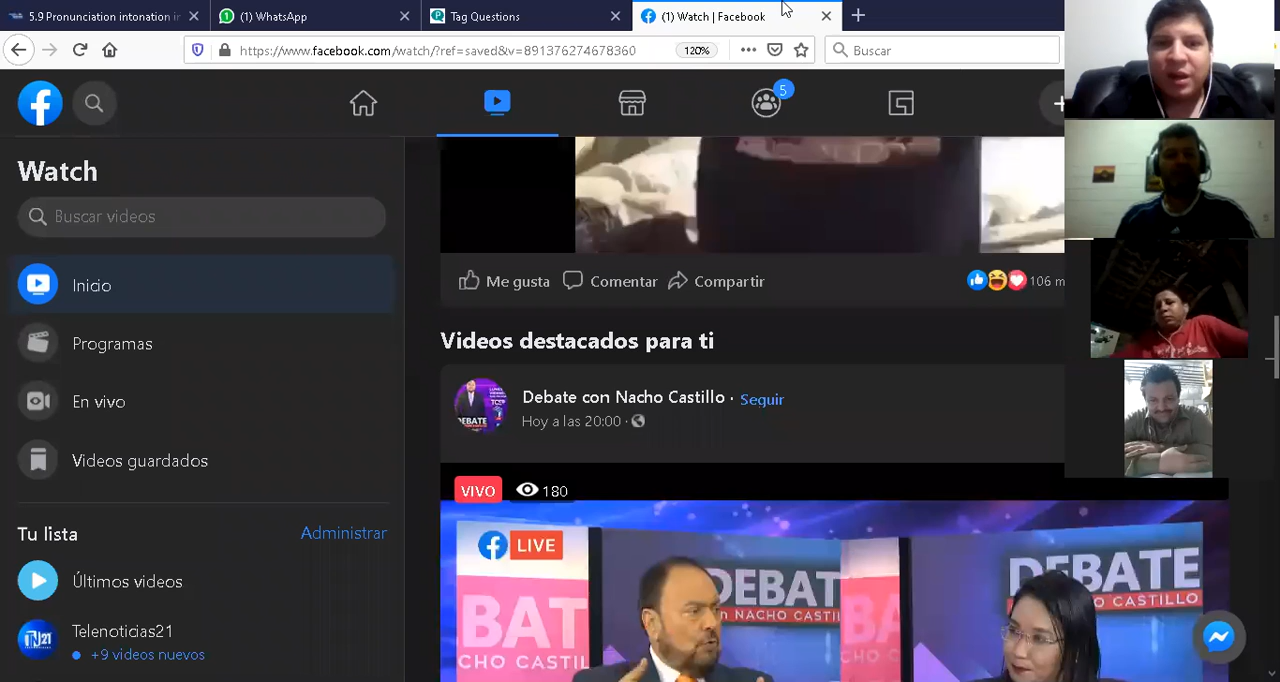 5.9 Pronunciation intonation in
(1) WhatsApp
Tag Questions
(1) Watch | Facebook
https://www.facebook.com/watch/?ref=saved&v=891376274678360
120%
Buscar
5
Watch
Buscar videos
Inicio
Programas
En vivo
Videos guardados
Tu lista
Administrar
Últimos videos
Telenoticias21
+9 videos nuevos
Me gusta
Comentar
Compartir
106 m
Videos destacados para ti
DEBATE
Debate con Nacho Castillo · Seguir
Hoy a las 20:00
VIVO
180
LIVE
DEBATE